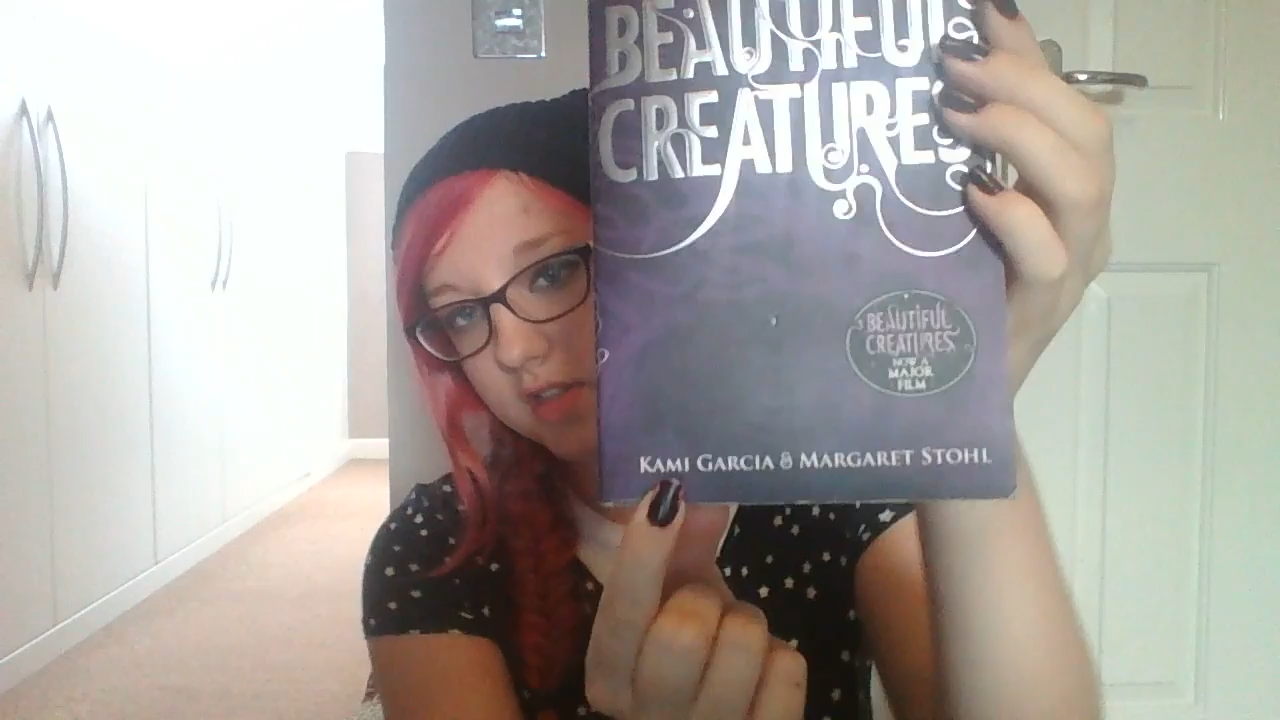 BEAUTIFUL
CREATURES
BEAUTIFUL
CREATURES
NOW A
MAJOR
FILM
KAMI GARCIA & MARGARET STOHL